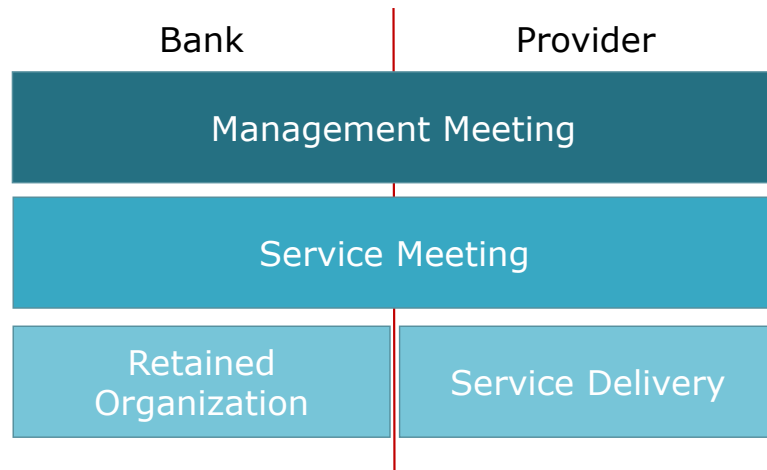 Bank
Provider
Management Meeting
Service Meeting
Retained
Organization
Service Delivery